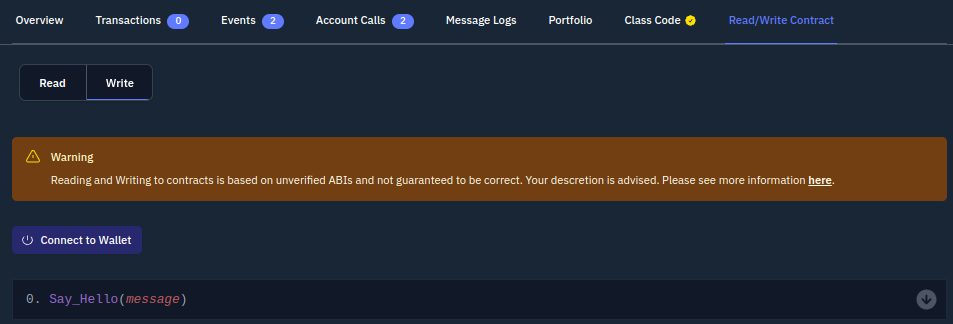 Overview Transactions 0 Events 2 Account Calls 2 Message Logs Portfolio Class Code Read/Write Contract
Read Write
Warning
Reading and Writing to contracts is based on unverified ABIs and not guaranteed to be correct. Your descretion is advised. Please see more information here.
Connect to Wallet
0. Say_Hello(message)